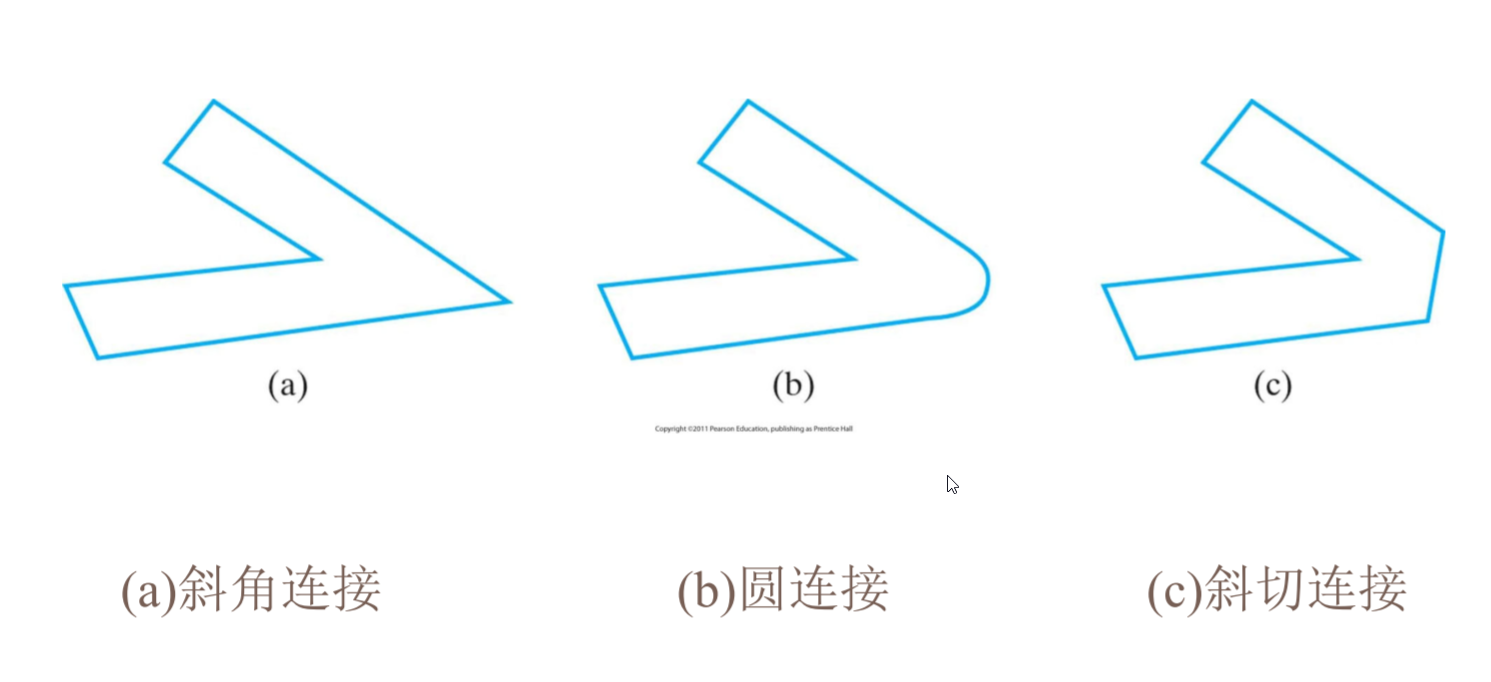 (a)
(b)
(c)
Copyright ©2011 Pearson Education, publishing as Prentice Hall
(a)斜角连接
(b)圆连接
(c)斜切连接